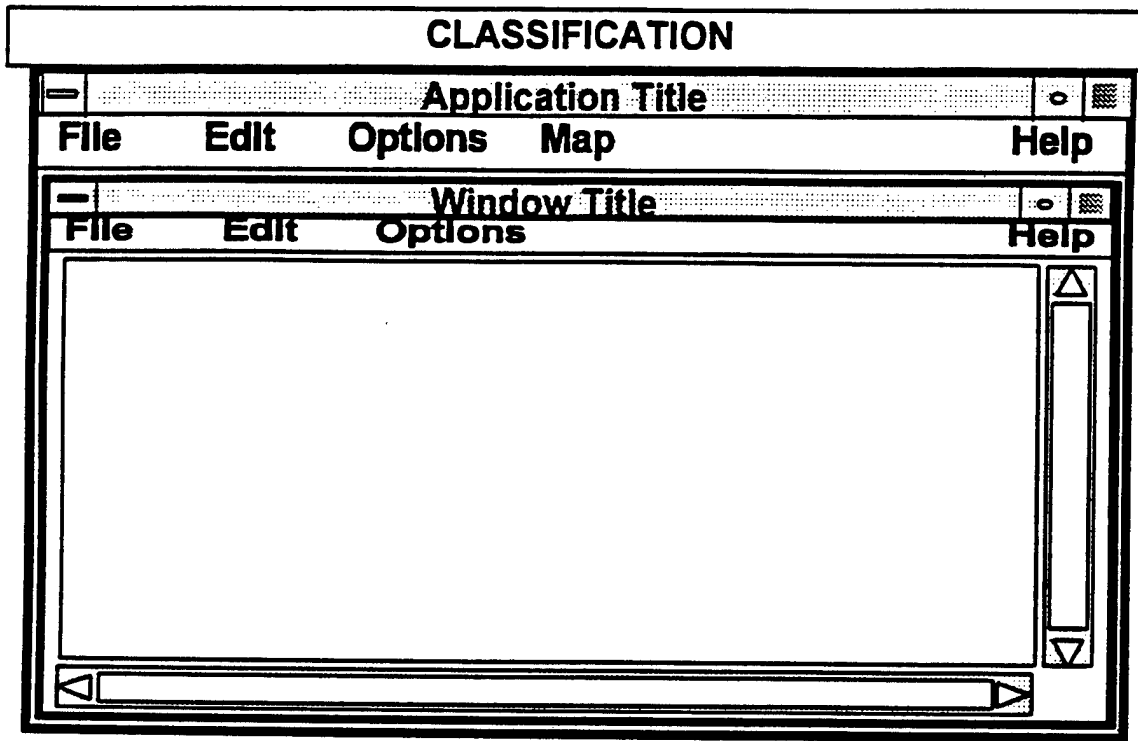 CLASSIFICATION
Application Title
File Edit Options Map Help
Window Title
File Edit Options Help